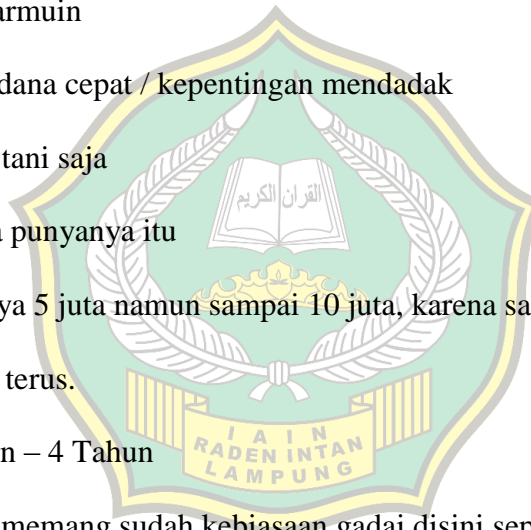 armuin
dana cepat / kepentingan mendadak
tani saja
punyanya itu
ya 5 juta namun sampai 10 juta, karena sa
terus.
القرآن الكريم
n – 4 Tahun
I A I N
RADEN INTAN
LAMPUNG
memang sudah kebiasaan gadai disini sep